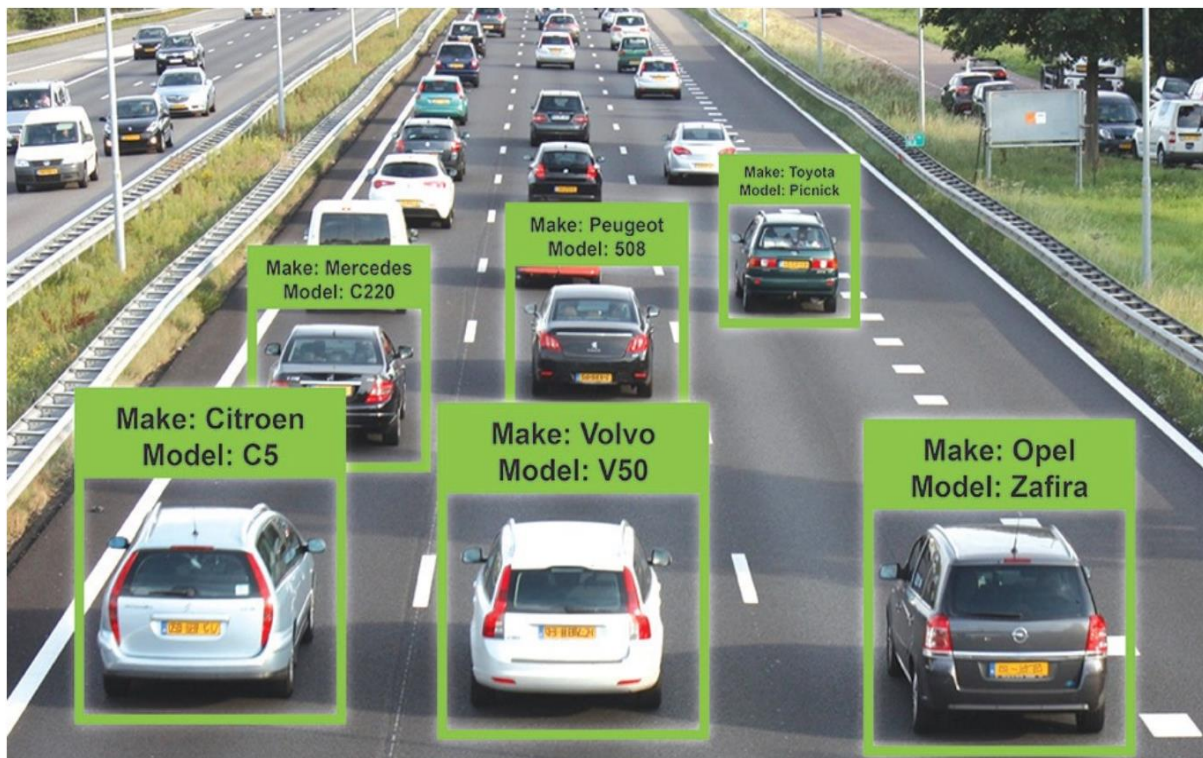 Make: Toyota
Model: Picnick
Make: Peugeot
Model: 508
Make: Mercedes
Model: C220
Make: Citroen
Model: C5
Make: Volvo
Model: V50
Make: Opel
Model: Zafira